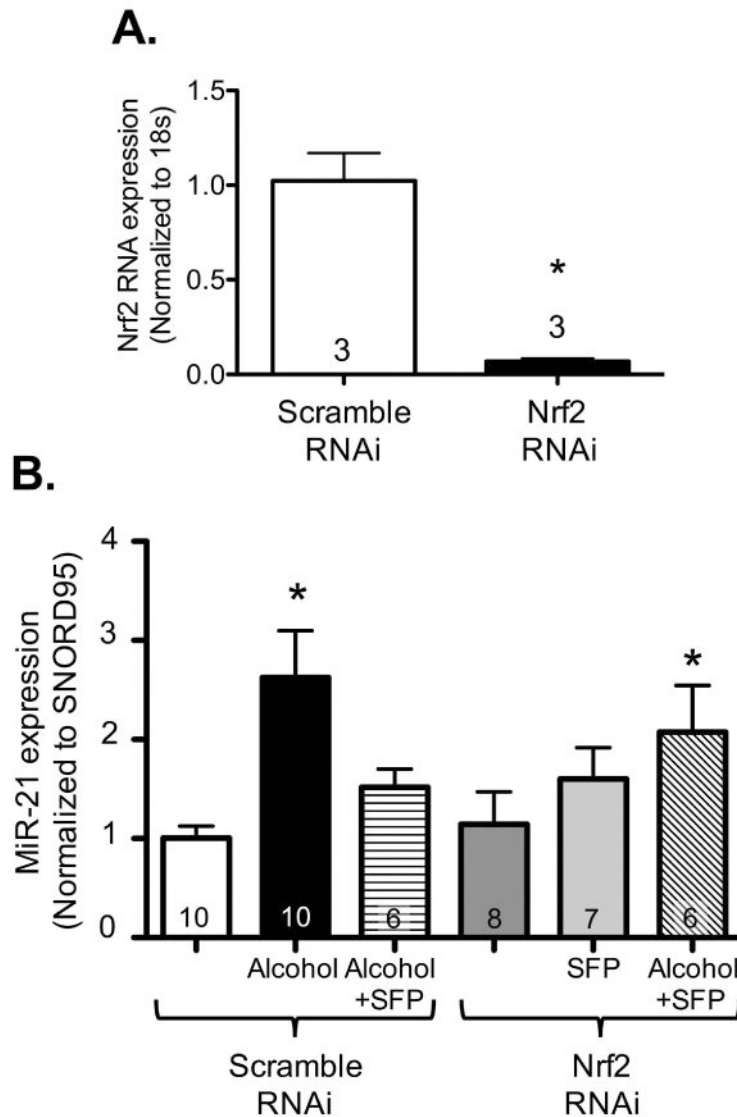 A.
Nrf2 RNA expression
(Normalized to 18s)
1.5
1.0
0.5
0.0
*
3
3
Scramble
RNAi
Nrf2
RNAi
B.
MiR-21 expression
(Normalized to SNORD95)
4
3
2
1
0
*
*
10
10
6
8
7
6
Alcohol
Alcohol
+SFP
SFP
Alcohol
+SFP
Scramble
RNAi
Nrf2
RNAi